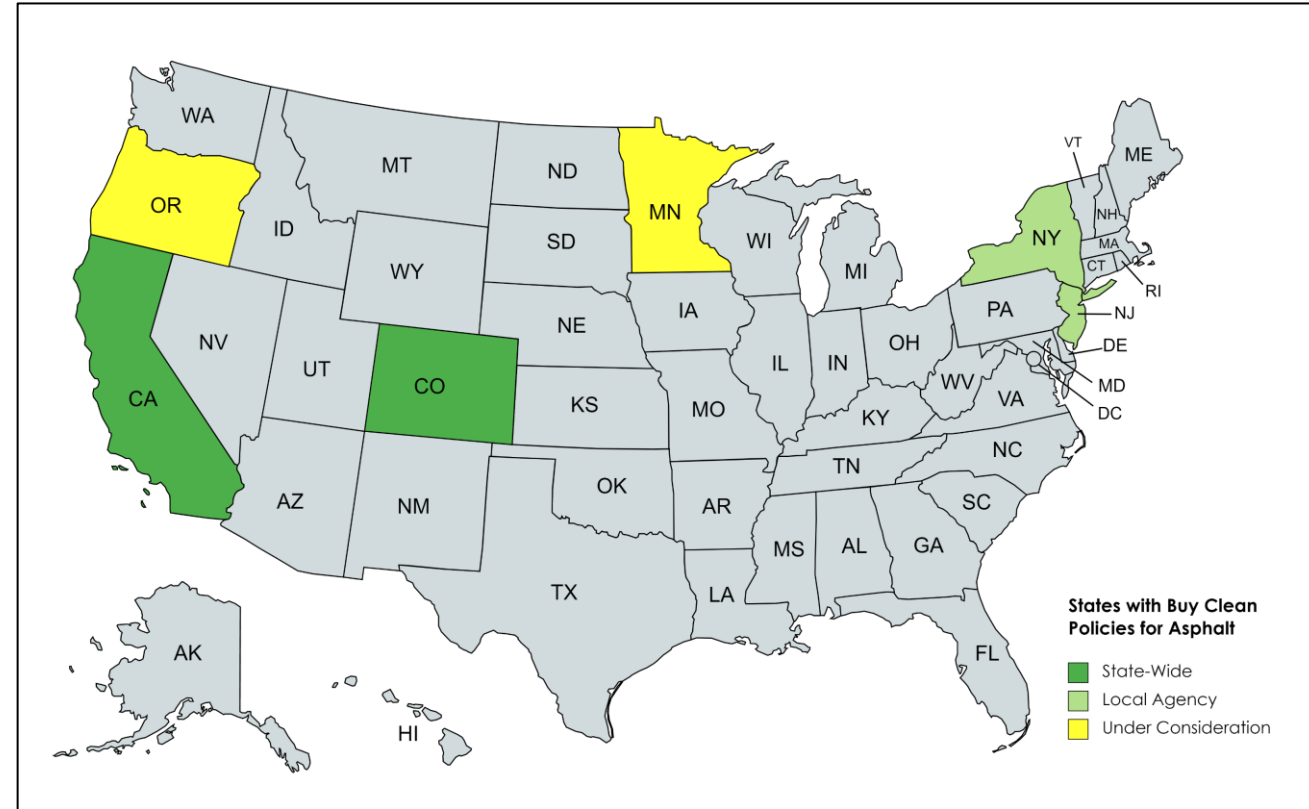 WA
MT
ND
MN
VT
ME
OR
ID
SD
WI
NY
NH
MA
WY
MI
CT
RI
IA
PA
NJ
NE
NV
OH
DE
IL
IN
UT
CO
WV
MD
CA
KS
MO
VA
KY
DC
NC
TN
OK
AZ
NM
AR
SC
MS
AL
GA
TX
LA
States with Buy Clean
Policies for Asphalt
AK
FL
State-Wide
Local Agency
HI
Under Consideration